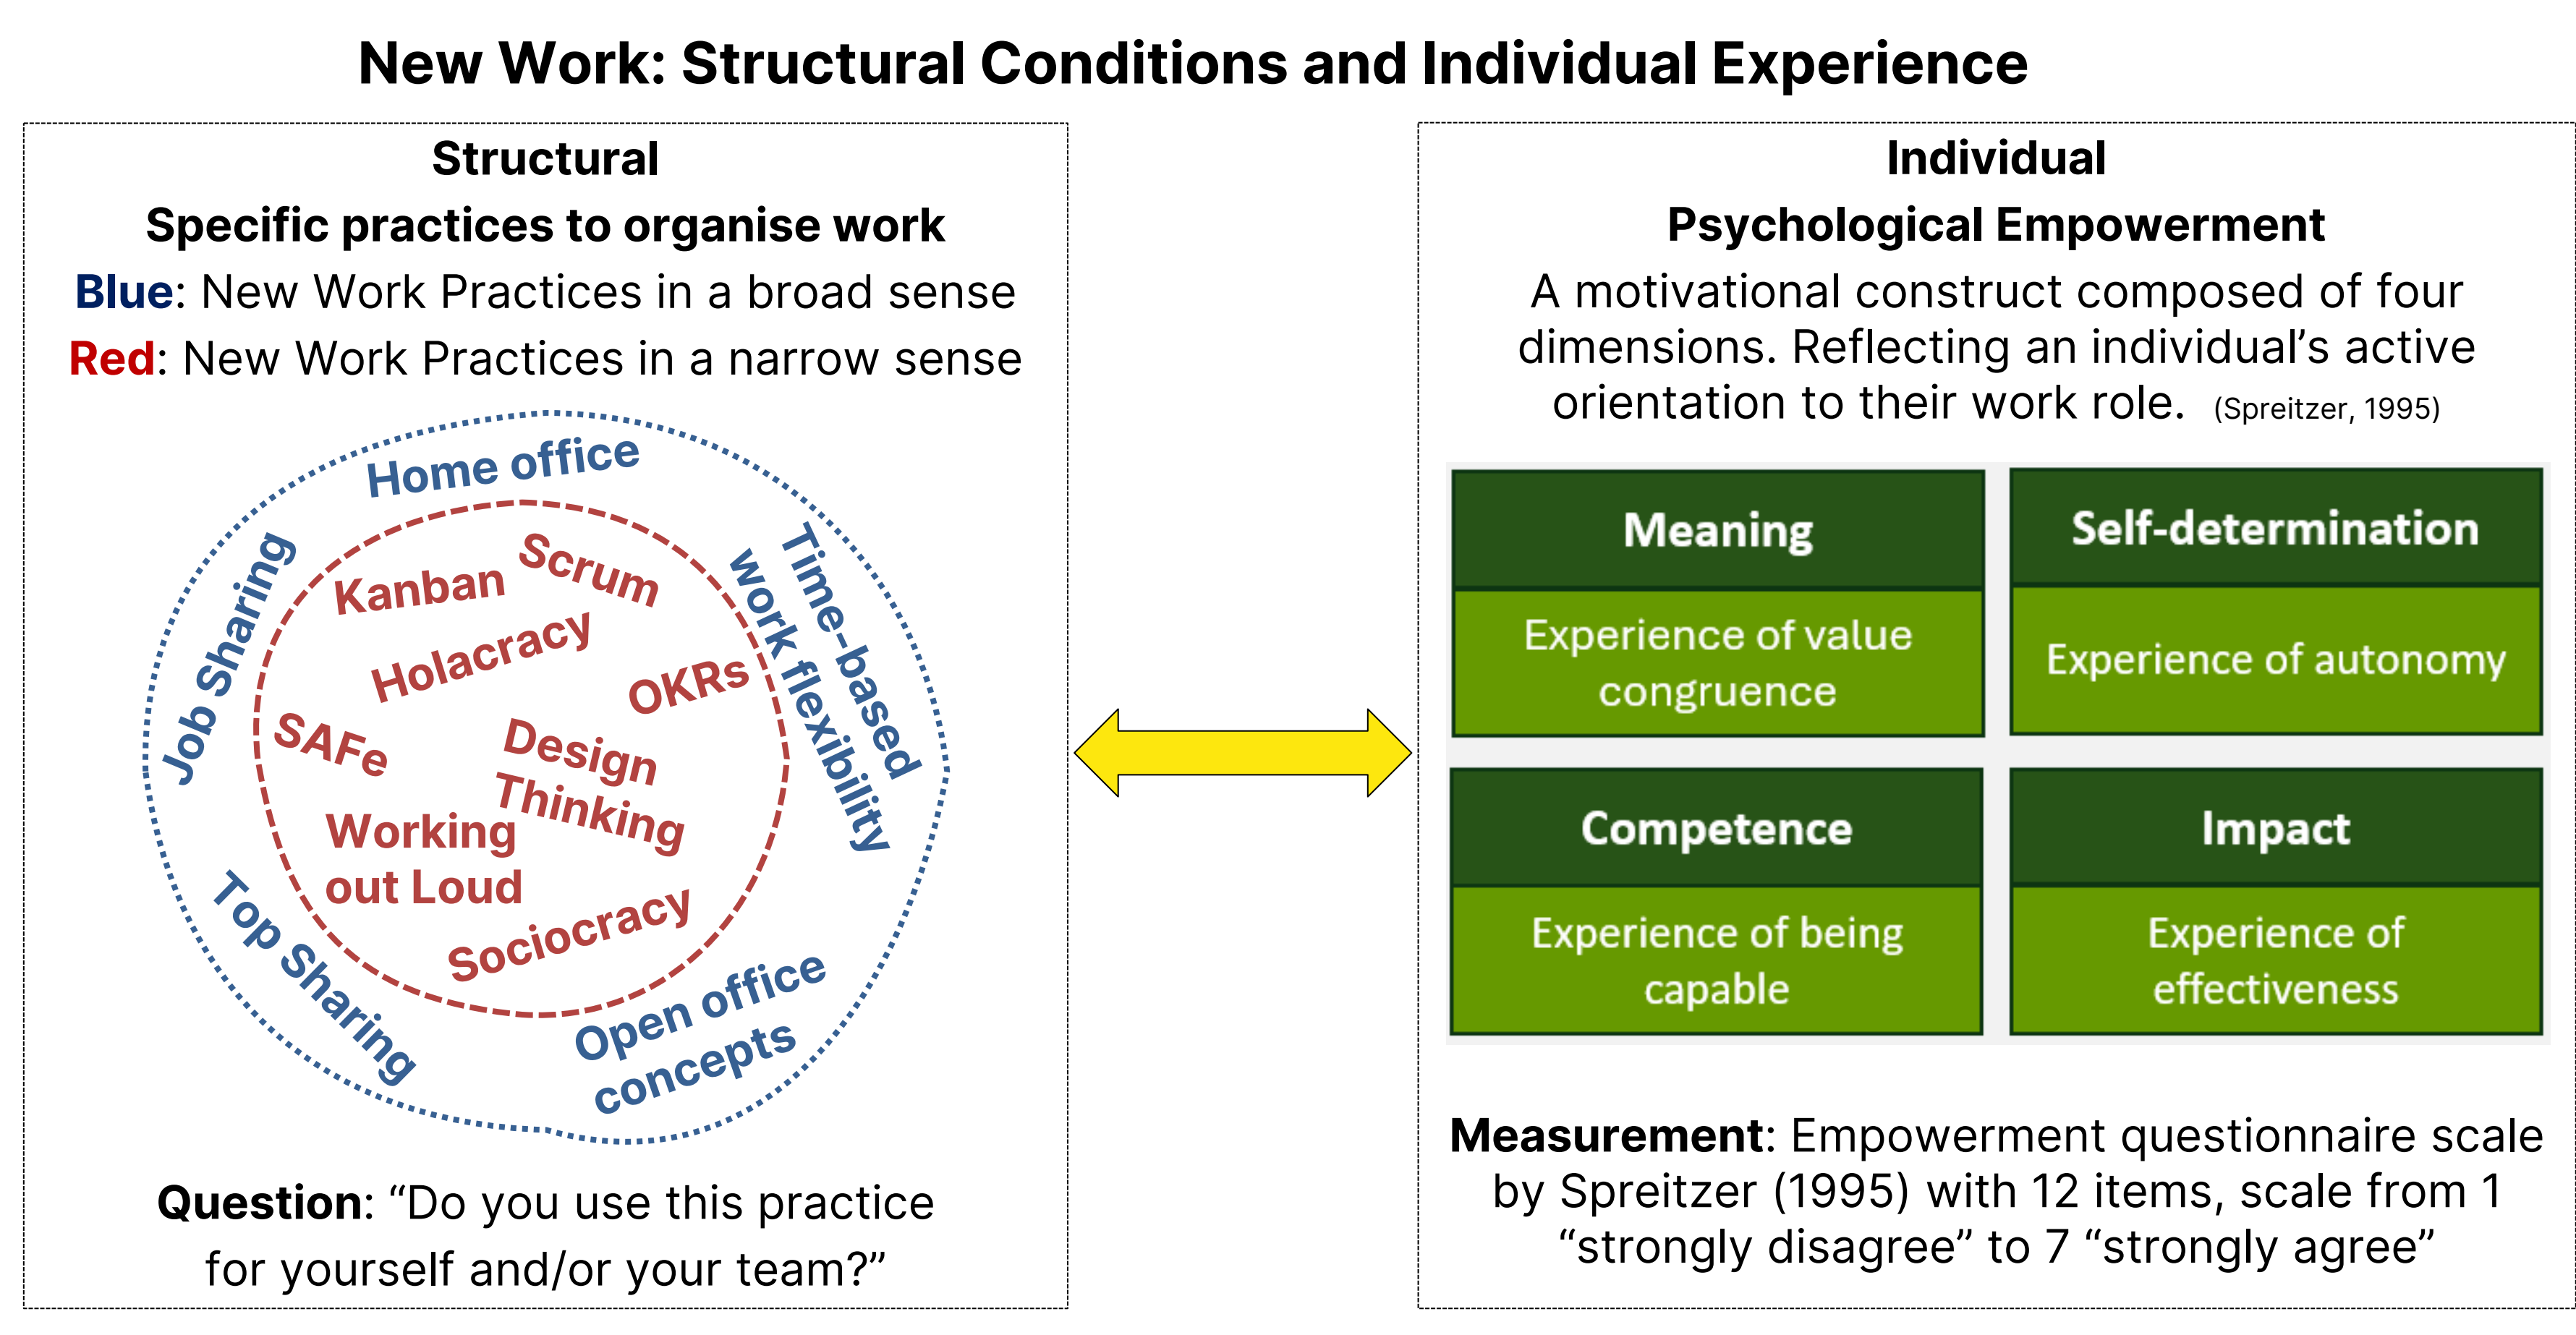 New Work: Structural Conditions and Individual Experience
Structural
Specific practices to organise work
Blue: New Work Practices in a broad sense
Red: New Work Practices in a narrow sense
Home office
Job Sharing
Time-based
work flexibility
Top Sharing
Open office
concepts
Kanban
Scrum
Holacracy
OKRs
SAFe
Design
Thinking
Working
out Loud
Sociocracy
Question: “Do you use this practice
for yourself and/or your team?”
Individual
Psychological Empowerment
A motivational construct composed of four
dimensions. Reflecting an individual’s active
orientation to their work role. (Spreitzer, 1995)
Meaning
Experience of value
congruence
Self-determination
Experience of autonomy
Competence
Experience of being
capable
Impact
Experience of
effectiveness
Measurement: Empowerment questionnaire scale
by Spreitzer (1995) with 12 items, scale from 1
“strongly disagree” to 7 “strongly agree”